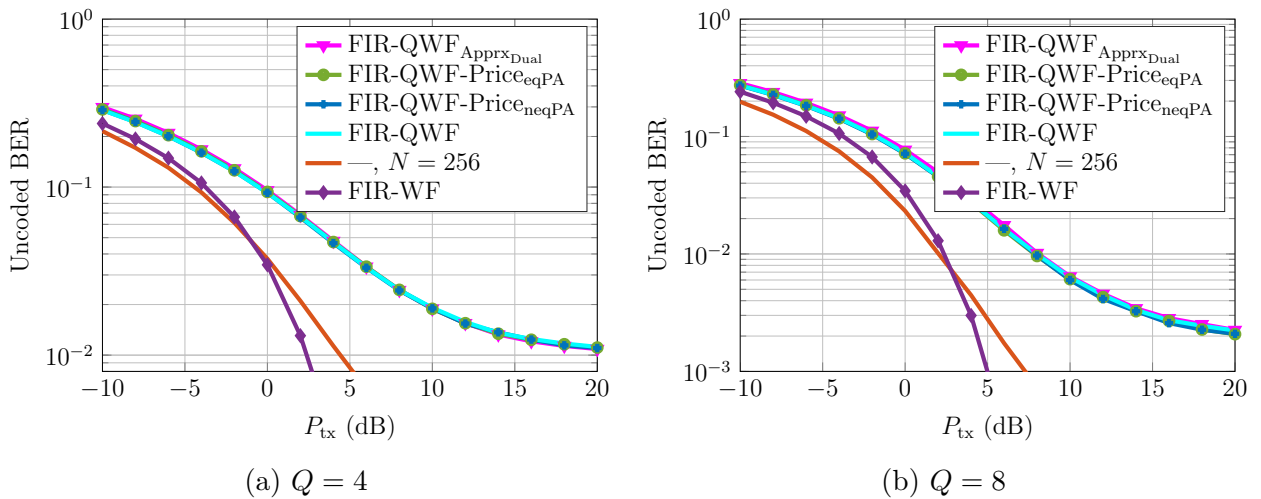 10^0
10^−1
10^−2
Uncoded BER
FIR-QWF_Apprx_Dual
FIR-QWF-Price_eqPA
FIR-QWF-Price_neqPA
FIR-QWF
—, N = 256
FIR-WF
−10 −5 0 5 10 15 20
P_tx (dB)
(a) Q = 4
10^0
10^−1
10^−2
10^−3
Uncoded BER
FIR-QWF_Apprx_Dual
FIR-QWF-Price_eqPA
FIR-QWF-Price_neqPA
FIR-QWF
—, N = 256
FIR-WF
−10 −5 0 5 10 15 20
P_tx (dB)
(b) Q = 8